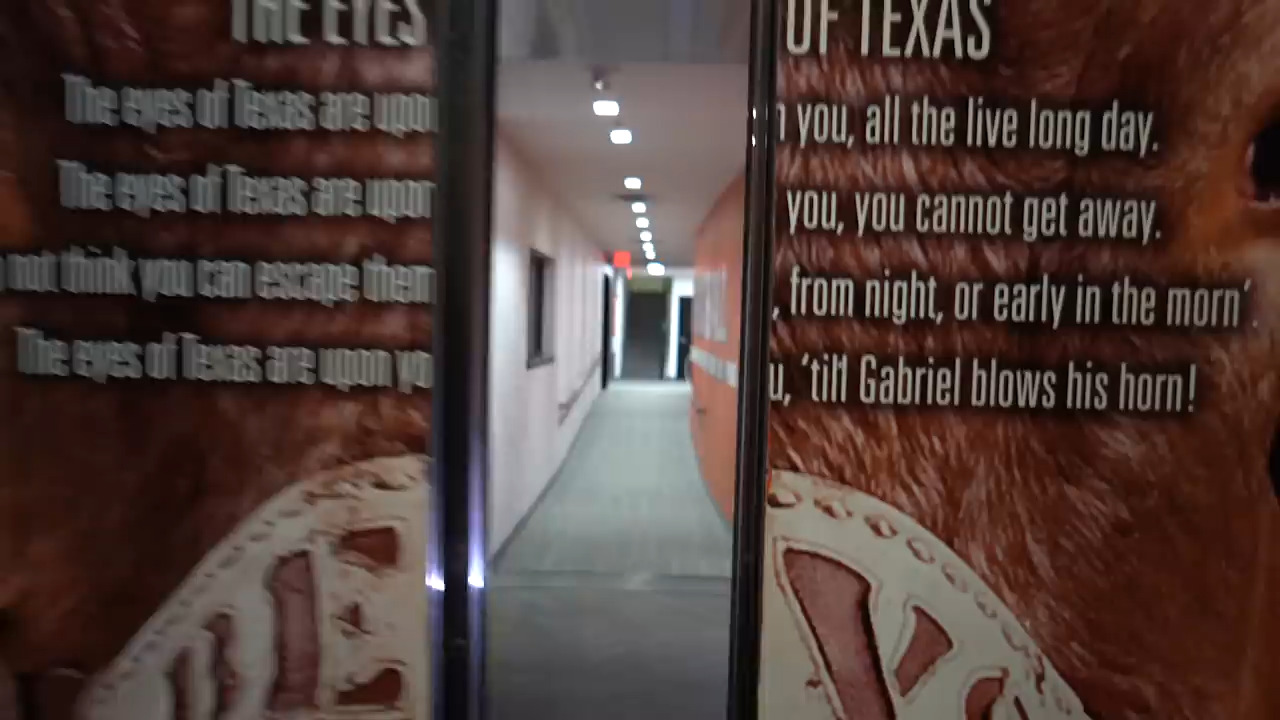 THE EYES OF TEXAS
The eyes of Texas are upon you, all the live long day.
The eyes of Texas are upon you, you cannot get away.
not think you can escape them, from night, or early in the morn'.
The eyes of Texas are upon you, 'till Gabriel blows his horn!